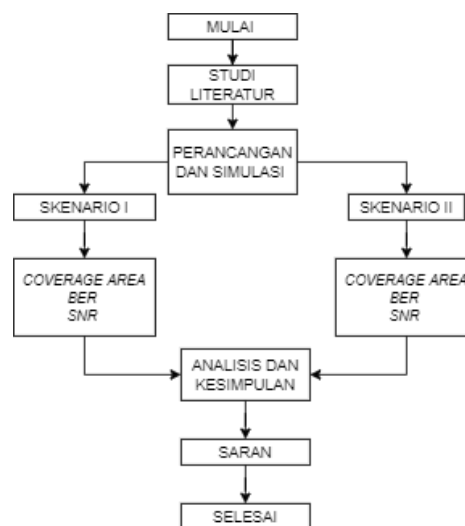 MULAI
STUDI
LITERATUR
PERANCANGAN
DAN SIMULASI
SKENARIO I
SKENARIO II
COVERAGE AREA
BER
SNR
COVERAGE AREA
BER
SNR
ANALISIS DAN
KESIMPULAN
SARAN
SELESAI